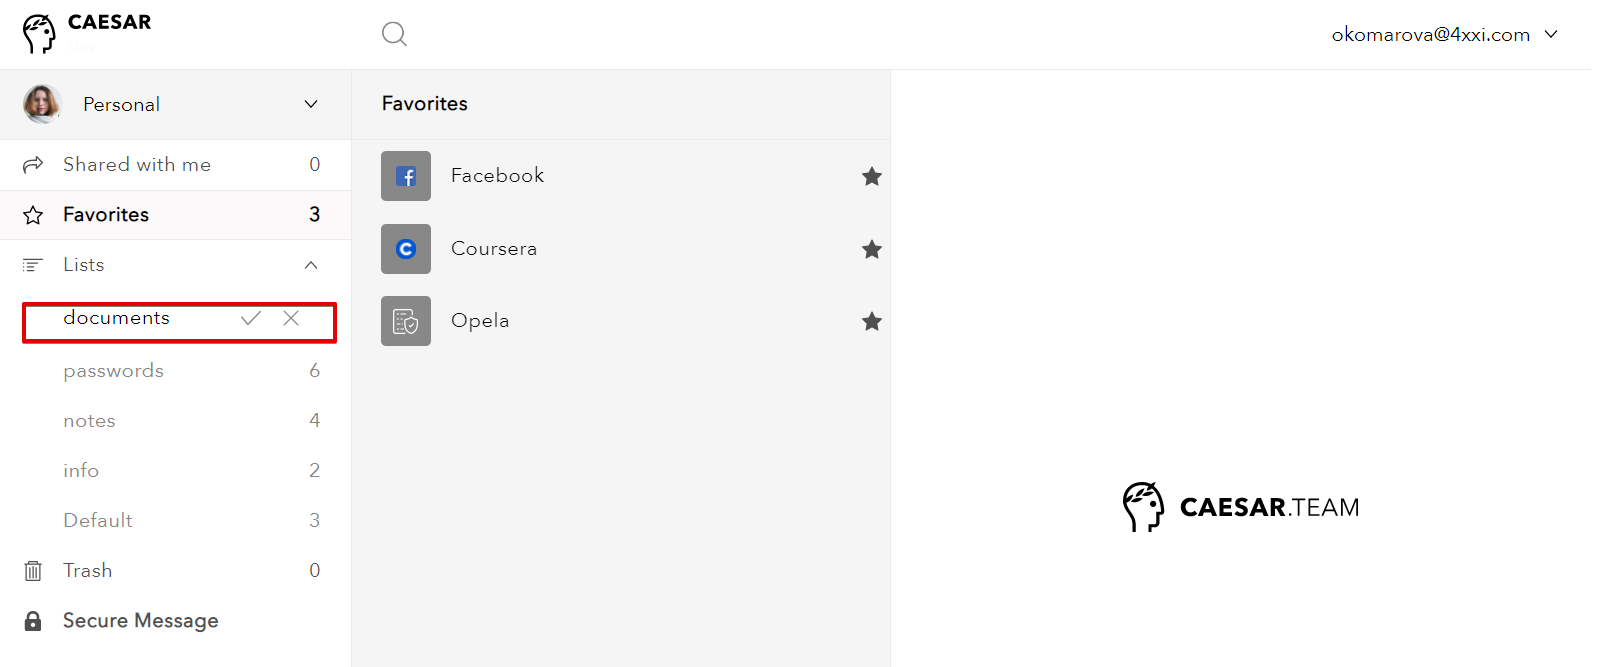 CAESAR
okomarova@4xxi.com
Personal
Shared with me 0
Favorites 3
Lists
documents
passwords 6
notes 4
info 2
Default 3
Trash 0
Secure Message
Favorites
Facebook
Coursera
Opela
CAESAR.TEAM